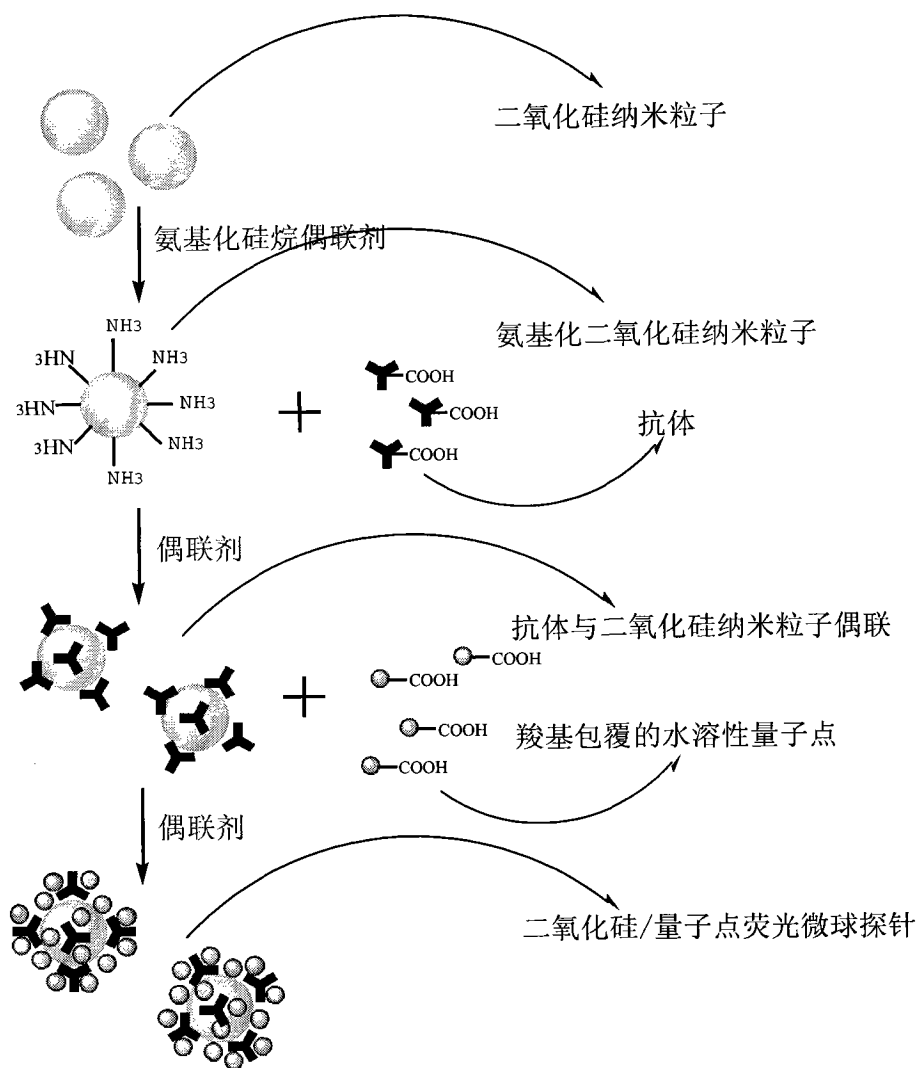 二氧化硅纳米粒子
氨基化硅烷偶联剂
氨基化二氧化硅纳米粒子
NH3
3HN
NH3
3HN
NH3
3HN
NH3
NH3
COOH
COOH
COOH
抗体
偶联剂
抗体与二氧化硅纳米粒子偶联
COOH
COOH
COOH
COOH
羧基包覆的水溶性量子点
偶联剂
二氧化硅/量子点荧光微球探针